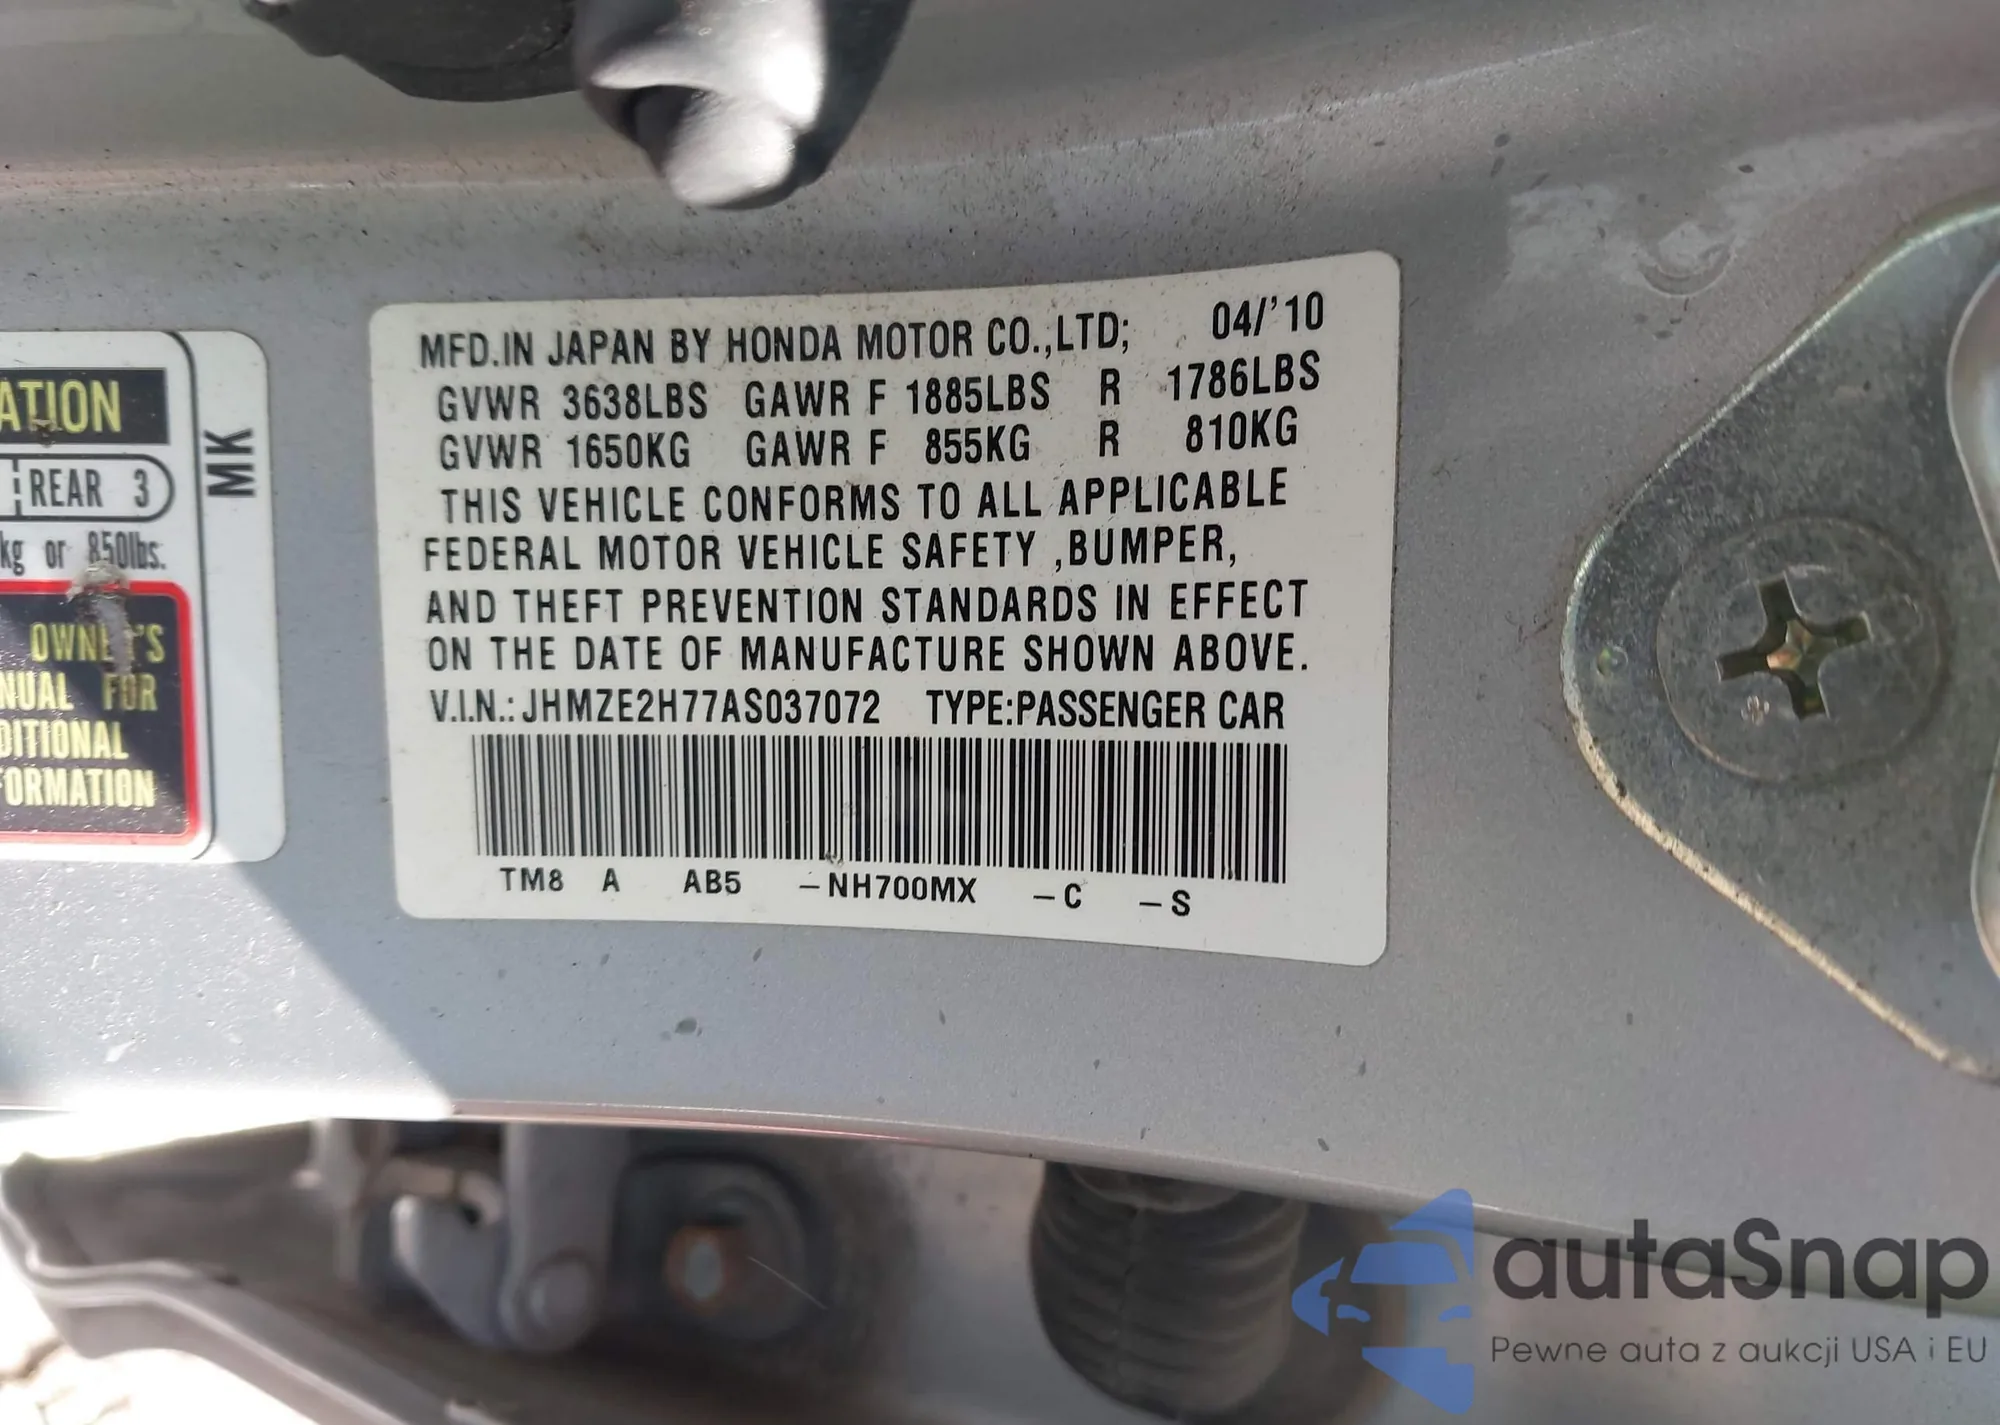 ATION
REAR 3
kg or 850lbs.
OWNER'S
NUAL FOR
DITIONAL
FORMATION
MK
MFD.IN JAPAN BY HONDA MOTOR CO.,LTD; 04/'10
GVWR 3638LBS GAWR F 1885LBS R 1786LBS
GVWR 1650KG GAWR F 855KG R 810KG
THIS VEHICLE CONFORMS TO ALL APPLICABLE
FEDERAL MOTOR VEHICLE SAFETY ,BUMPER,
AND THEFT PREVENTION STANDARDS IN EFFECT
ON THE DATE OF MANUFACTURE SHOWN ABOVE.
V.I.N.: JHMZE2H77AS037072 TYPE:PASSENGER CAR
TM8 A AB5 -NH700MX -C -S
autaSnap
Pewne auta z aukcji USA i EU